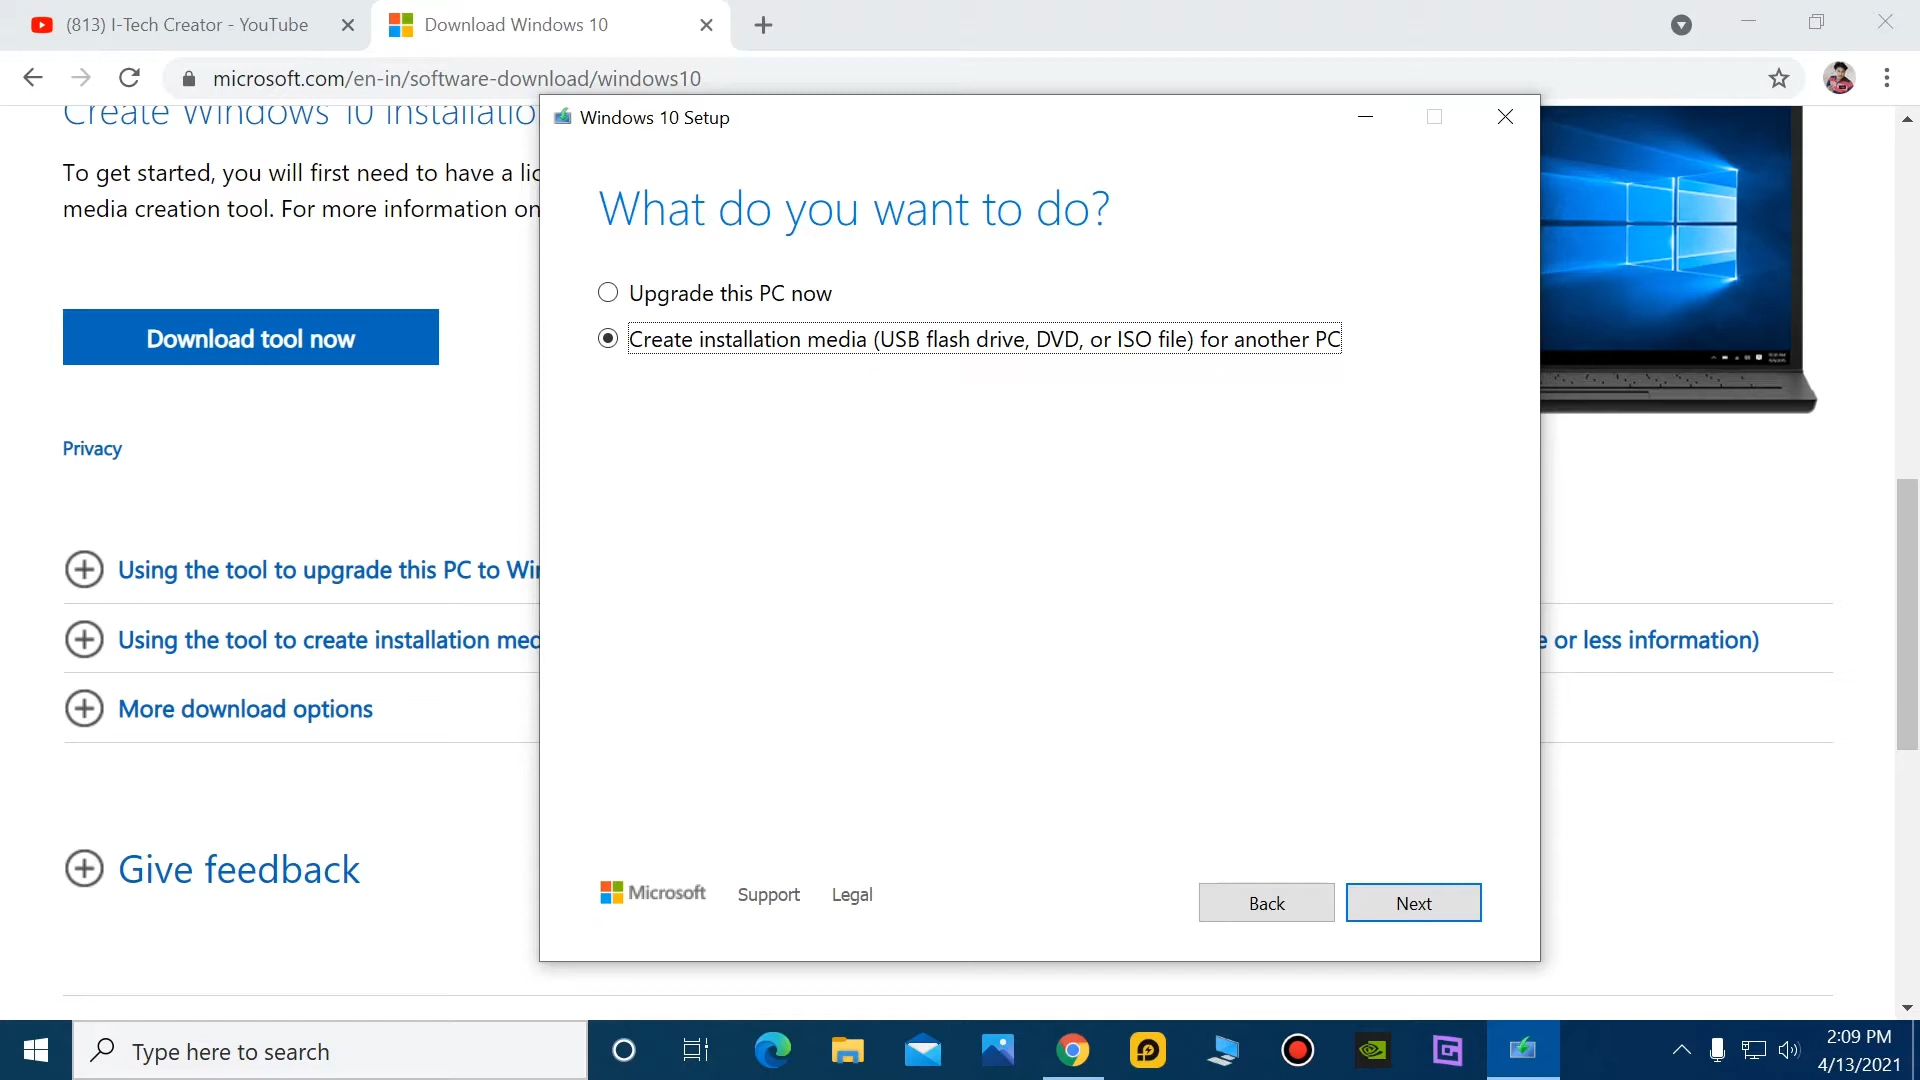 (813) I-Tech Creator - YouTube
Download Windows 10
microsoft.com/en-in/software-download/windows10
Create Windows 10 installatio
To get started, you will first need to have a lic
media creation tool. For more information on
Download tool now
Privacy
Using the tool to upgrade this PC to Win
Using the tool to create installation med
e or less information)
More download options
Give feedback
Windows 10 Setup
What do you want to do?
Upgrade this PC now
Create installation media (USB flash drive, DVD, or ISO file) for another PC
Microsoft
Support
Legal
Back
Next
Type here to search
2:09 PM
4/13/2021